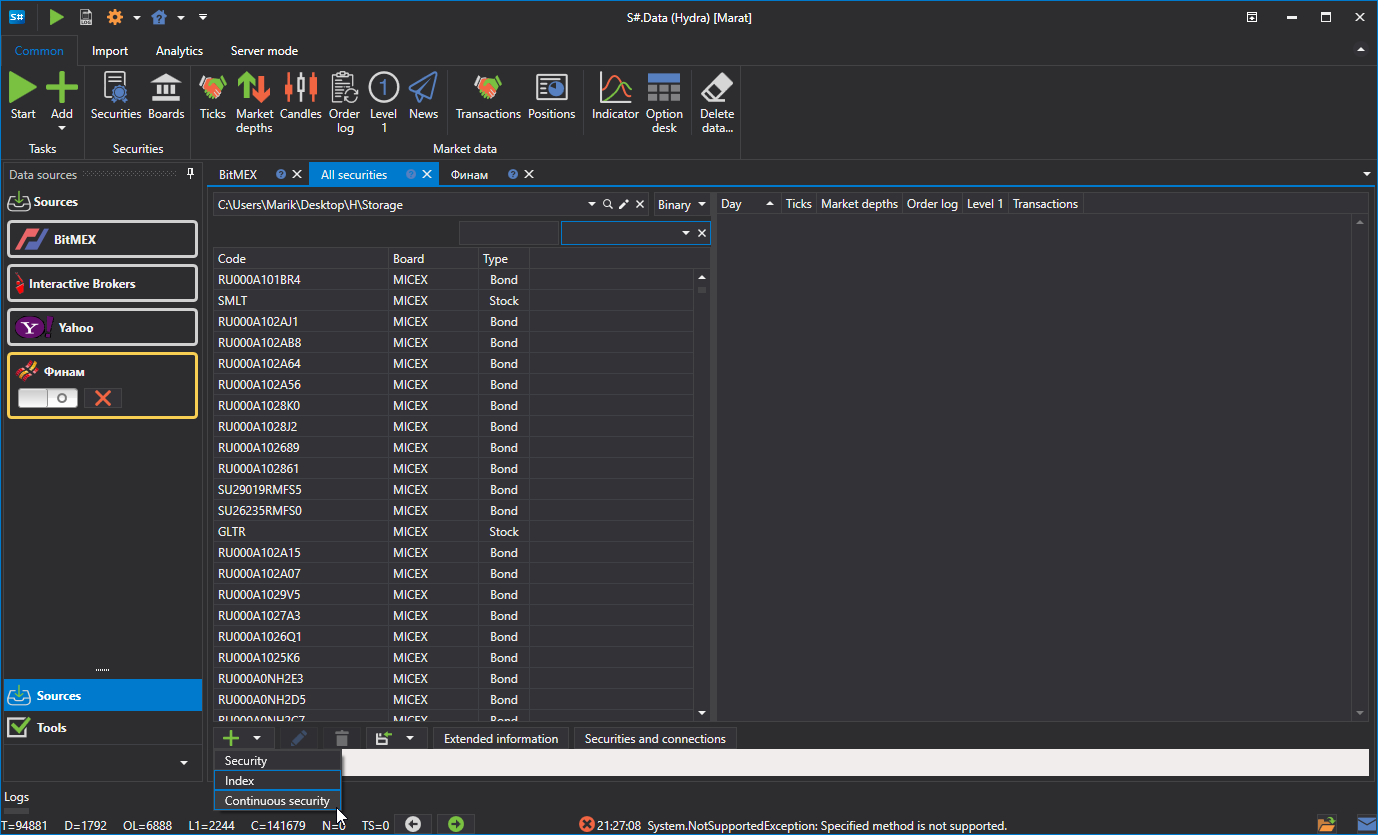 S#
LOG
S#.Data (Hydra) [Marat]
Common Import Analytics Server mode
Start Add Securities Boards Ticks Market depths Candles Order log 1 Level 1 News Transactions Positions Indicator Option desk Delete data...
Tasks Securities Market data
Data sources
BitMEX ? All securities ? Финам ?
Sources
C:\Users\Marik\Desktop\H\Storage Binary
Day Ticks Market depths Order log Level 1 Transactions
BitMEX
Interactive Brokers
Y! Yahoo
Финам
Code Board Type
RU000A101BR4 MICEX Bond
SMLT MICEX Stock
RU000A102AJ1 MICEX Bond
RU000A102AB8 MICEX Bond
RU000A102A64 MICEX Bond
RU000A102A56 MICEX Bond
RU000A1028K0 MICEX Bond
RU000A1028J2 MICEX Bond
RU000A102689 MICEX Bond
RU000A102861 MICEX Bond
SU29019RMFS5 MICEX Bond
SU26235RMFS0 MICEX Bond
GLTR MICEX Stock
RU000A102A15 MICEX Bond
RU000A102A07 MICEX Bond
RU000A1029V5 MICEX Bond
RU000A1027A3 MICEX Bond
RU000A1026Q1 MICEX Bond
RU000A1025K6 MICEX Bond
RU000A0NH2E3 MICEX Bond
RU000A0NH2D5 MICEX Bond
RU000A0NH2C7 MICEX Bond
Sources
Tools
Extended information Securities and connections
Security
Index
Continuous security
Logs
T=94881 D=1792 OL=6888 L1=2244 C=141679 N=0 TS=0
21:27:08 System.NotSupportedException: Specified method is not supported.